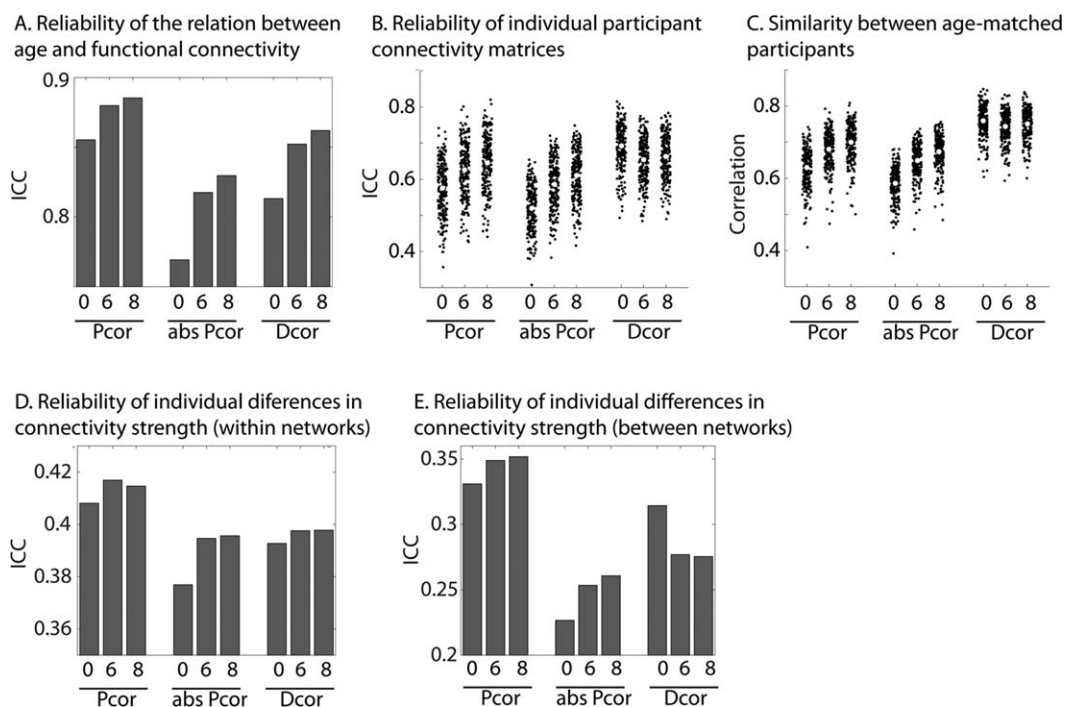 A. Reliability of the relation between
age and functional connectivity
0.9
0.8
ICC
0 6 8 0 6 8 0 6 8
Pcor abs Pcor Dcor
B. Reliability of individual participant
connectivity matrices
0.8
0.6
0.4
ICC
0 6 8 0 6 8 0 6 8
Pcor abs Pcor Dcor
C. Similarity between age-matched
participants
0.8
0.6
0.4
Correlation
0 6 8 0 6 8 0 6 8
Pcor abs Pcor Dcor
D. Reliability of individual diferences in
connectivity strength (within networks)
0.42
0.4
0.38
0.36
ICC
0 6 8 0 6 8 0 6 8
Pcor abs Pcor Dcor
E. Reliability of individual differences in
connectivity strength (between networks)
0.35
0.3
0.25
0.2
ICC
0 6 8 0 6 8 0 6 8
Pcor abs Pcor Dcor